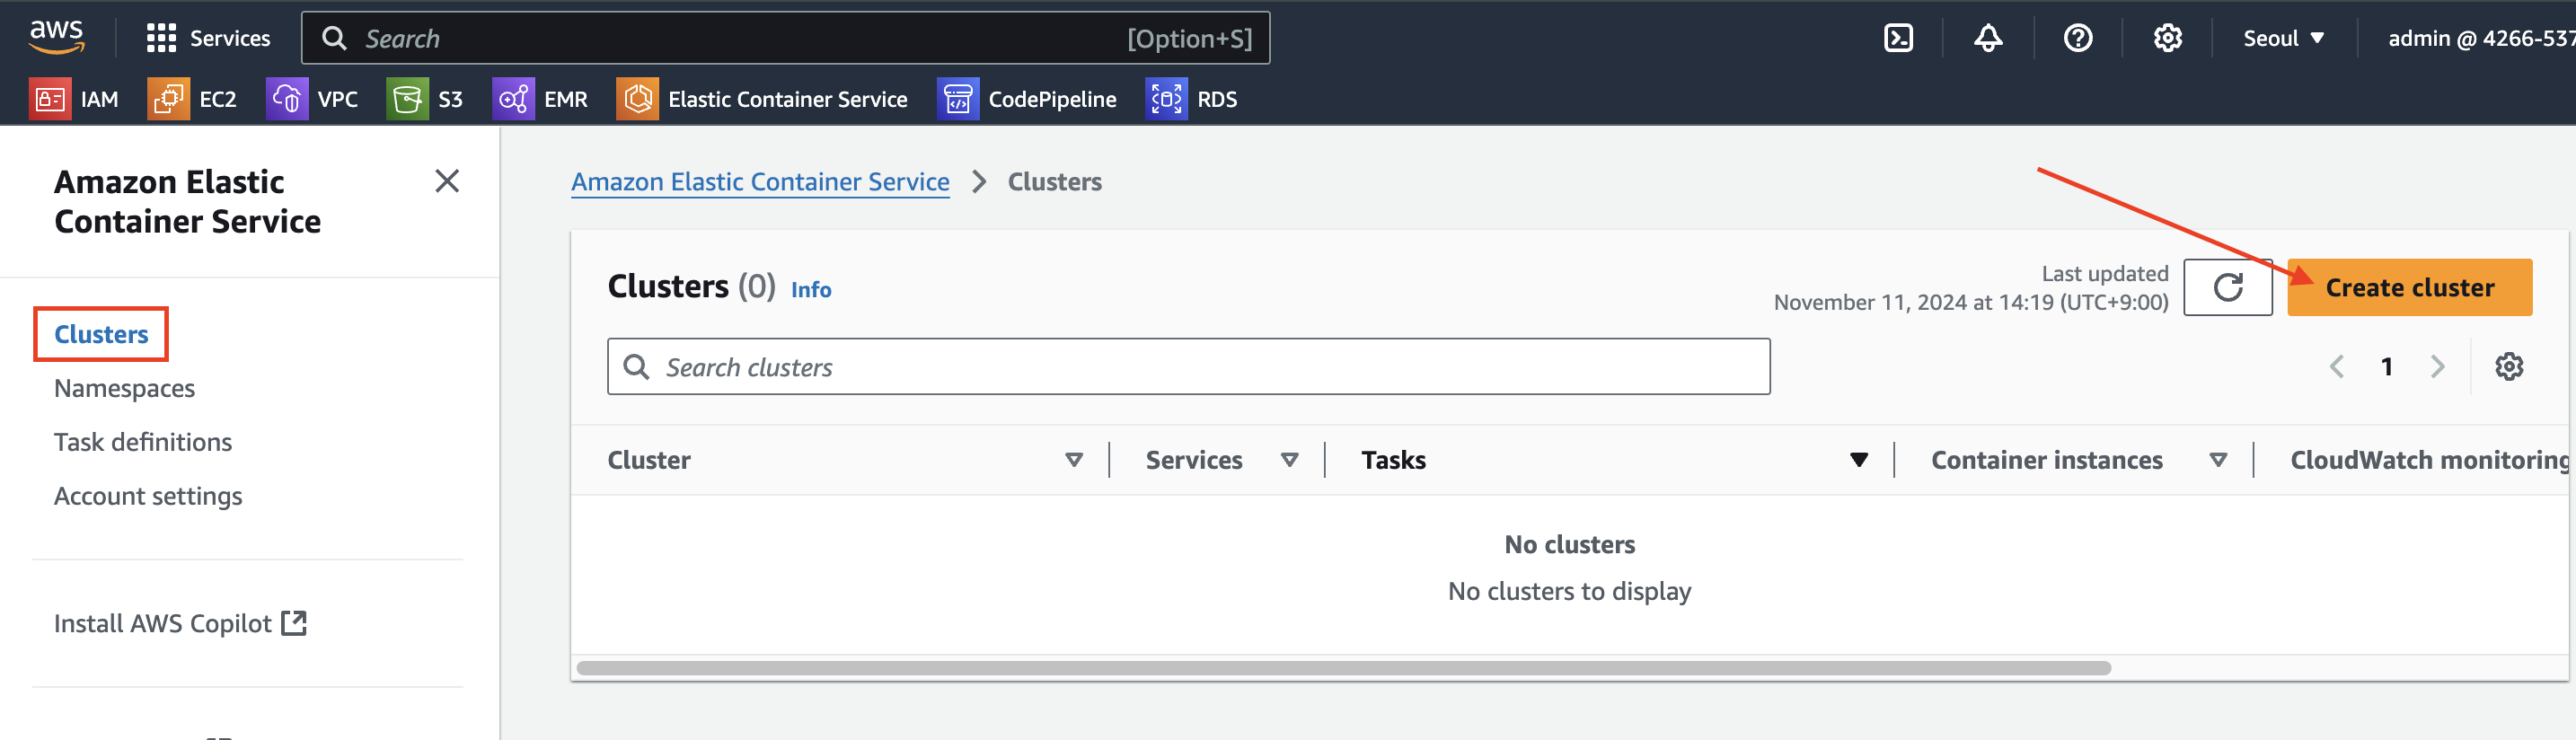 aws
Services
Search
[Option+S]
Seoul
admin @ 4266-537
IAM
EC2
VPC
S3
EMR
Elastic Container Service
CodePipeline
RDS
Amazon Elastic
Container Service
Clusters
Namespaces
Task definitions
Account settings
Install AWS Copilot
Amazon Elastic Container Service
Clusters
Clusters (0) Info
Last updated
November 11, 2024 at 14:19 (UTC+9:00)
Create cluster
Search clusters
1
Cluster
Services
Tasks
Container instances
CloudWatch monitoring
No clusters
No clusters to display